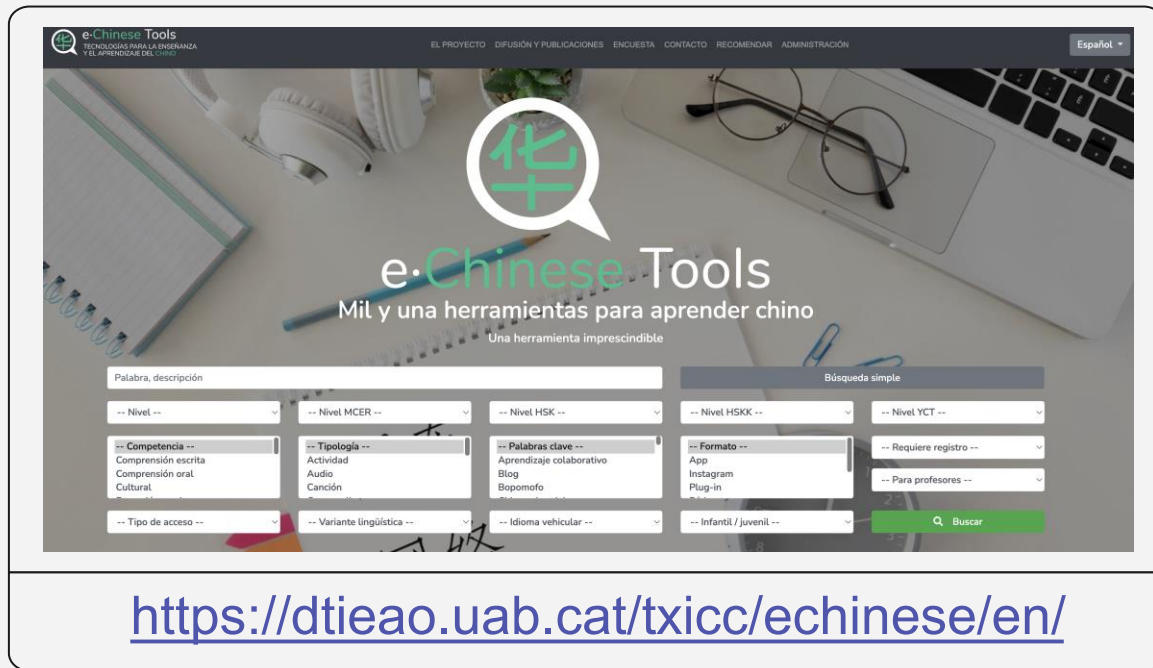 e·Chinese Tools
TECNOLOGÍAS PARA LA ENSEÑANZA
Y EL APRENDIZAJE DEL CHINO
EL PROYECTO DIFUSIÓN Y PUBLICACIONES ENCUESTA CONTACTO RECOMENDAR ADMINISTRACIÓN
Español
华
e·Chinese Tools
Mil y una herramientas para aprender chino
Una herramienta imprescindible
Palabra, descripción
Búsqueda simple
-- Nivel -- -- Nivel MCER -- -- Nivel HSK -- -- Nivel HSKK -- -- Nivel YCT --
-- Competencia -- -- Tipología -- -- Palabras clave -- -- Formato -- -- Requiere registro --
Comprensión escrita Actividad Aprendizaje colaborativo App
Comprensión oral Audio Blog Instagram
Cultural Canción Bopomofo Plug-in -- Para profesores --
-- Tipo de acceso -- -- Variante lingüística -- -- Idioma vehicular -- -- Infantil / juvenil -- Buscar
https://dtieao.uab.cat/txicc/echinese/en/